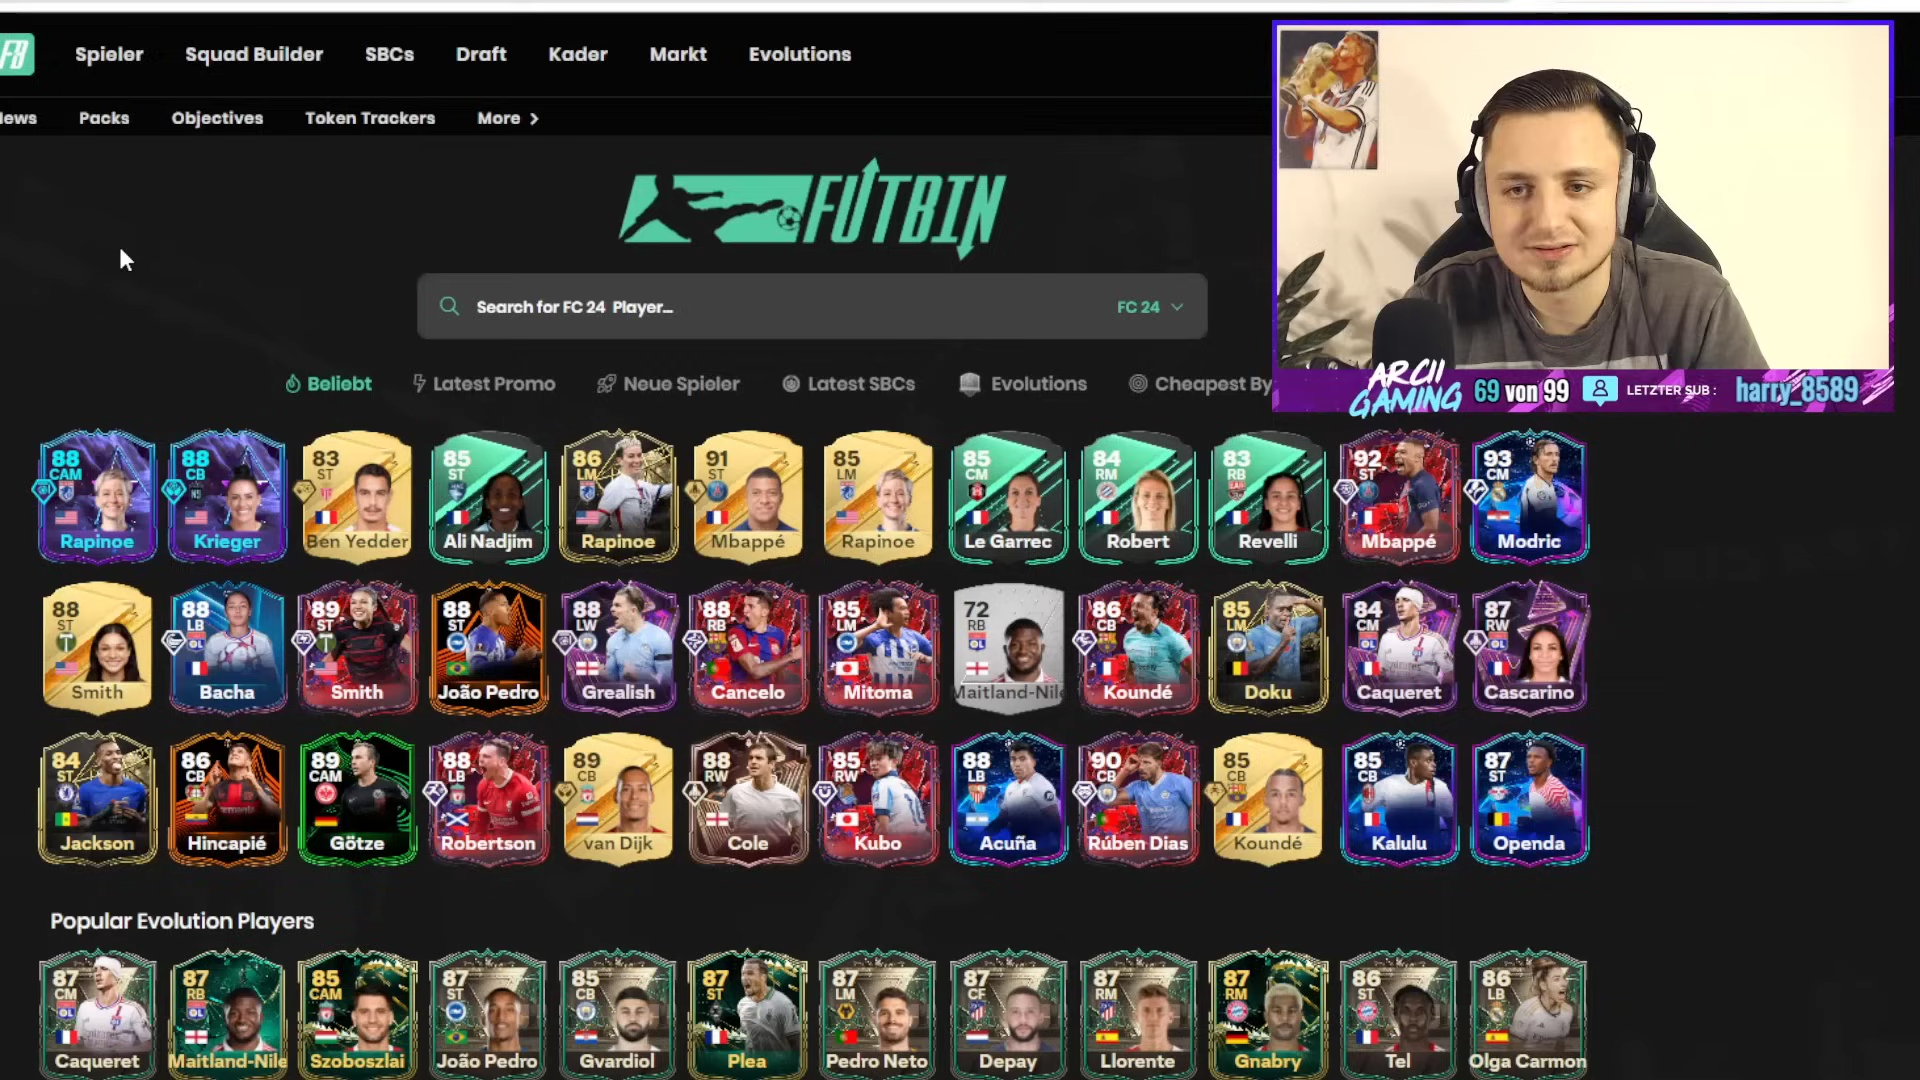 FB
Spieler Squad Builder SBCs Draft Kader Markt Evolutions
lews Packs Objectives Token Trackers More
FUTBIN
Search for FC 24 Player... FC 24
Beliebt Latest Promo Neue Spieler Latest SBCs Evolutions Cheapest By
ARCII
GAMING 69 von 99 LETZTER SUB : harry_8589
88 88 83 85 86 91 85 85 84 83 92 93
CAM CB ST ST LM ST LM CM RM RB ST CM
Rapinoe Krieger Ben Yedder Ali Nadjim Rapinoe Mbappé Rapinoe Le Garrec Robert Revelli Mbappé Modric
88 88 89 88 88 88 85 72 86 85 84 87
ST LB ST ST LW RB LM RB CB LM CM RW
Smith Bacha Smith João Pedro Grealish Cancelo Mitoma Maitland-Nile Koundé Doku Caqueret Cascarino
84 86 89 88 89 88 85 88 90 85 85 87
ST CB CAM LB CB RW RW LB CB CB CB ST
Jackson Hincapié Götze Robertson van Dijk Cole Kubo Acuña Rúben Dias Koundé Kalulu Openda
Popular Evolution Players
87 87 85 87 85 87 87 87 87 87 86 86
CM RB CAM ST CB ST LM CF RM RM ST LB
Caqueret Maitland-Nile Szoboszlai João Pedro Gvardiol Plea Pedro Neto Depay Llorente Gnabry Tel Olga Carmon